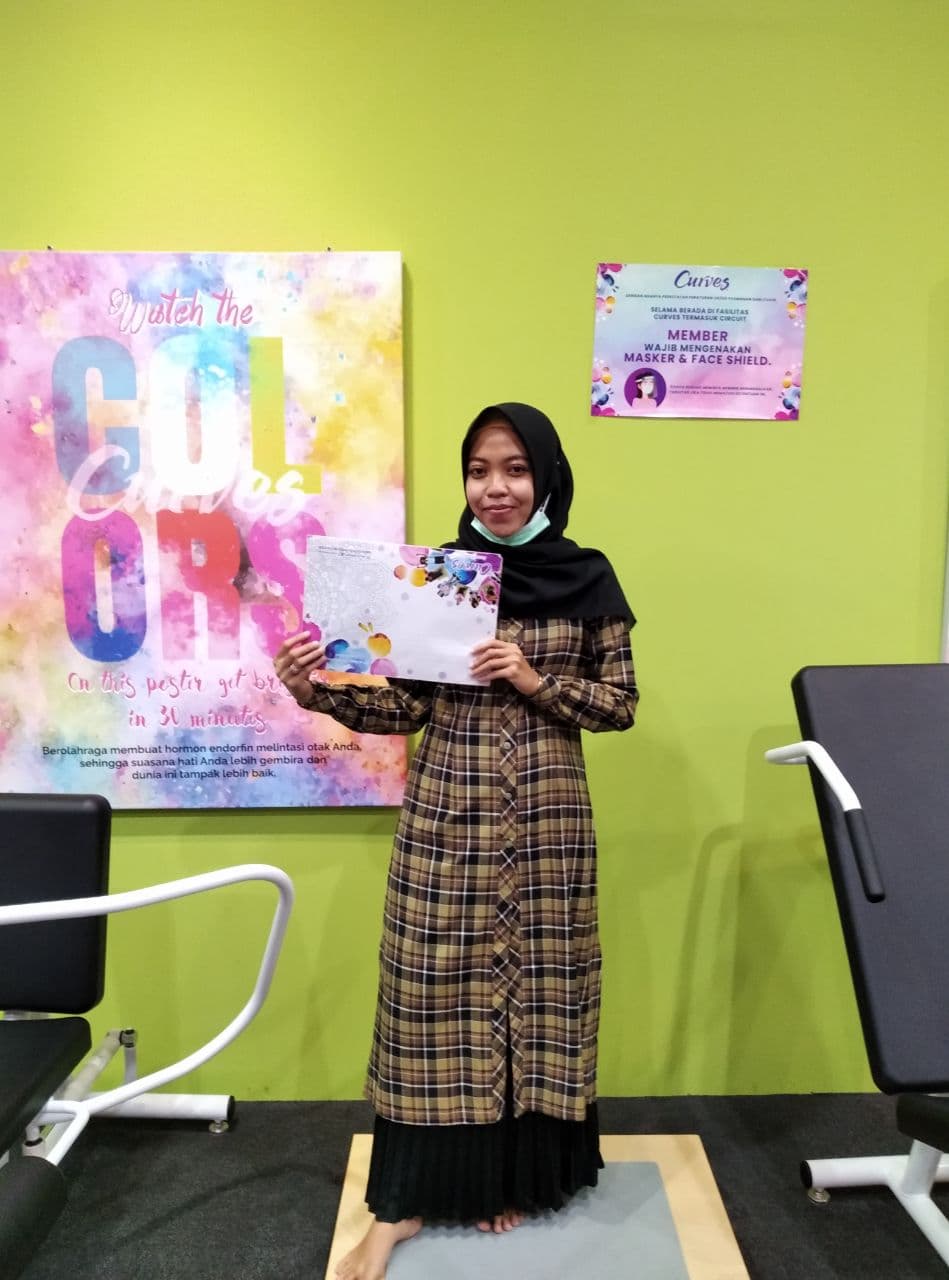 Watch the
COL
Curves
ORS
On this poster get
in 30 minutes
Berolahraga membuat hormon endorfin melintasi otak Anda,
sehingga suasana hati Anda lebih gembira dan
dunia ini tampak lebih baik.
Curves
SELAMA BERADA DI FASILITAS
CURVES TERMASUK CIRCUIT
MEMBER
WAJIB MENGENAKAN
MASKER & FACE SHIELD.